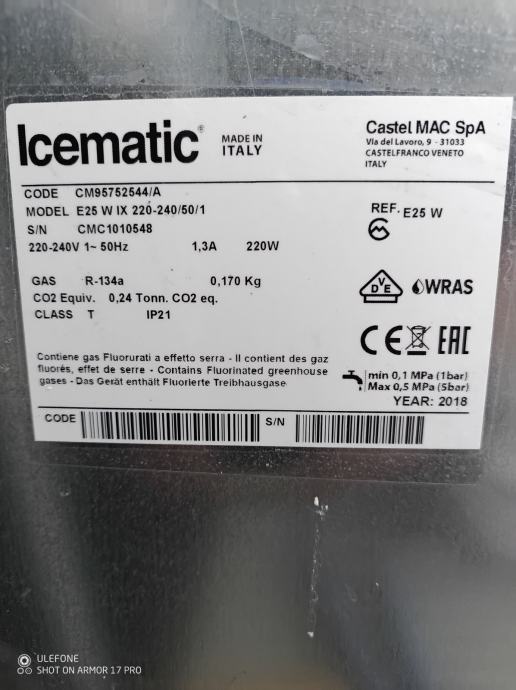 Icematic®
MADE IN
ITALY
Castel MAC SpA
Via del Lavoro, 9 - 31033
CASTELFRANCO VENETO
ITALY
CODE CM95752544/A
MODEL E25 W IX 220-240/50/1
S/N CMC1010548
220-240V 1~ 50Hz 1,3A 220W
REF. E25 W
GAS R-134a 0,170 Kg
CO2 Equiv. 0,24 Tonn. CO2 eq.
CLASS T IP21
DVE WRAS
CE EAC
Contiene gas Fluorurati a effetto serra - Il contient des gaz
fluorés, effet de serre - Contains Fluorinated greenhouse
gases - Das Gerät enthält Fluorierte Treibhausgase
min 0,1 MPa (1bar)
Max 0,5 MPa (5bar)
YEAR: 2018
CODE S/N
ULEFONE
SHOT ON ARMOR 17 PRO